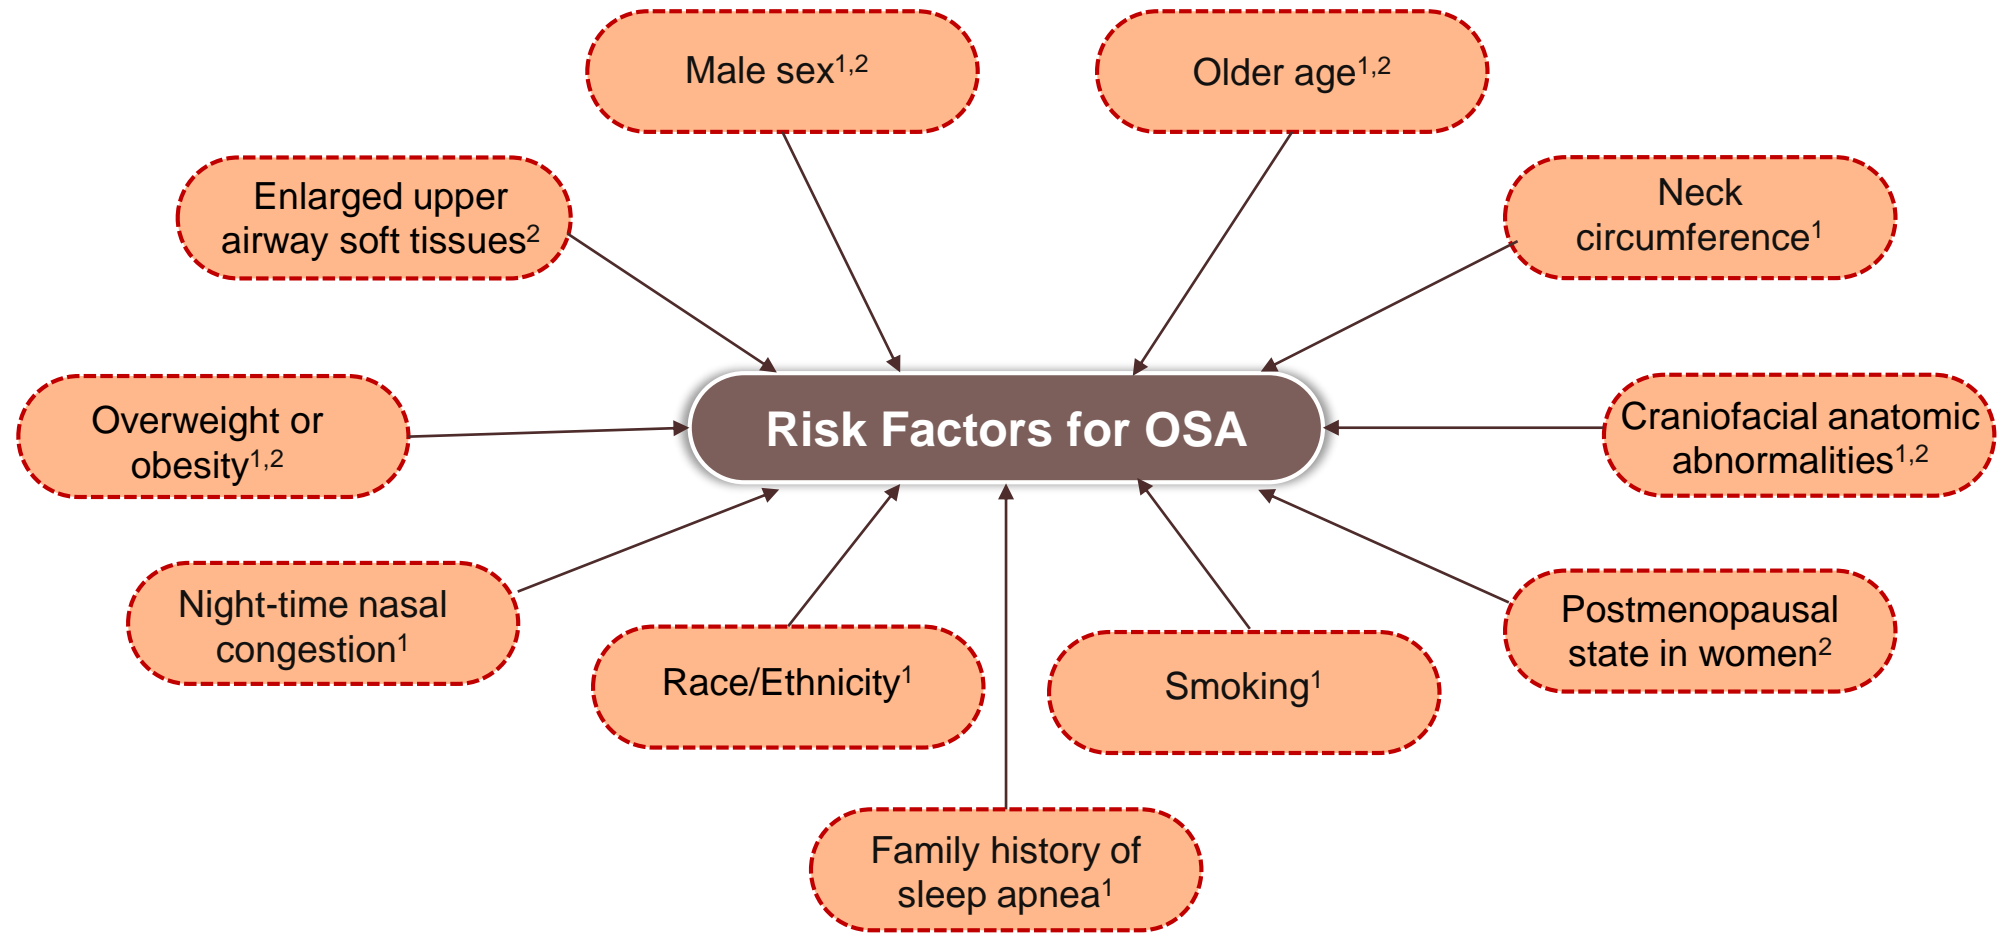 Male sex1,2
Older age1,2
Enlarged upper
airway soft tissues2
Neck
circumference1
Overweight or
obesity1,2
Risk Factors for OSA
Craniofacial anatomic
abnormalities1,2
Night-time nasal
congestion1
Race/Ethnicity1
Smoking1
Postmenopausal
state in women2
Family history of
sleep apnea1